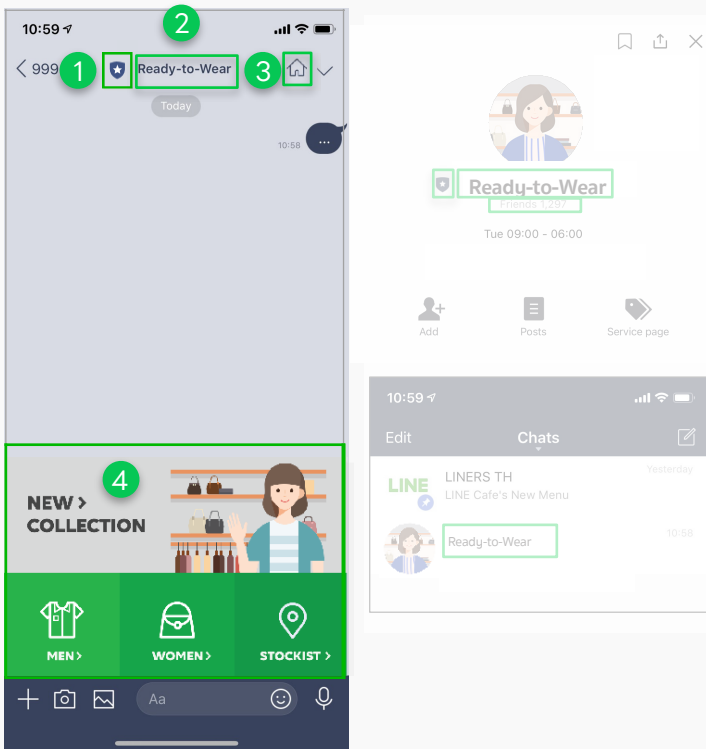 10:59
2
< 999
1
Ready-to-Wear
3
Today
10:58
...
4
NEW >
COLLECTION
MEN >
WOMEN >
STOCKIST >
Aa
Ready-to-Wear
Friends 1,297
Tue 09:00 - 06:00
Add
Posts
Service page
10:59
Edit
Chats
LINE
LINERS TH
Yesterday
LINE Cafe's New Menu
Ready-to-Wear
10:58